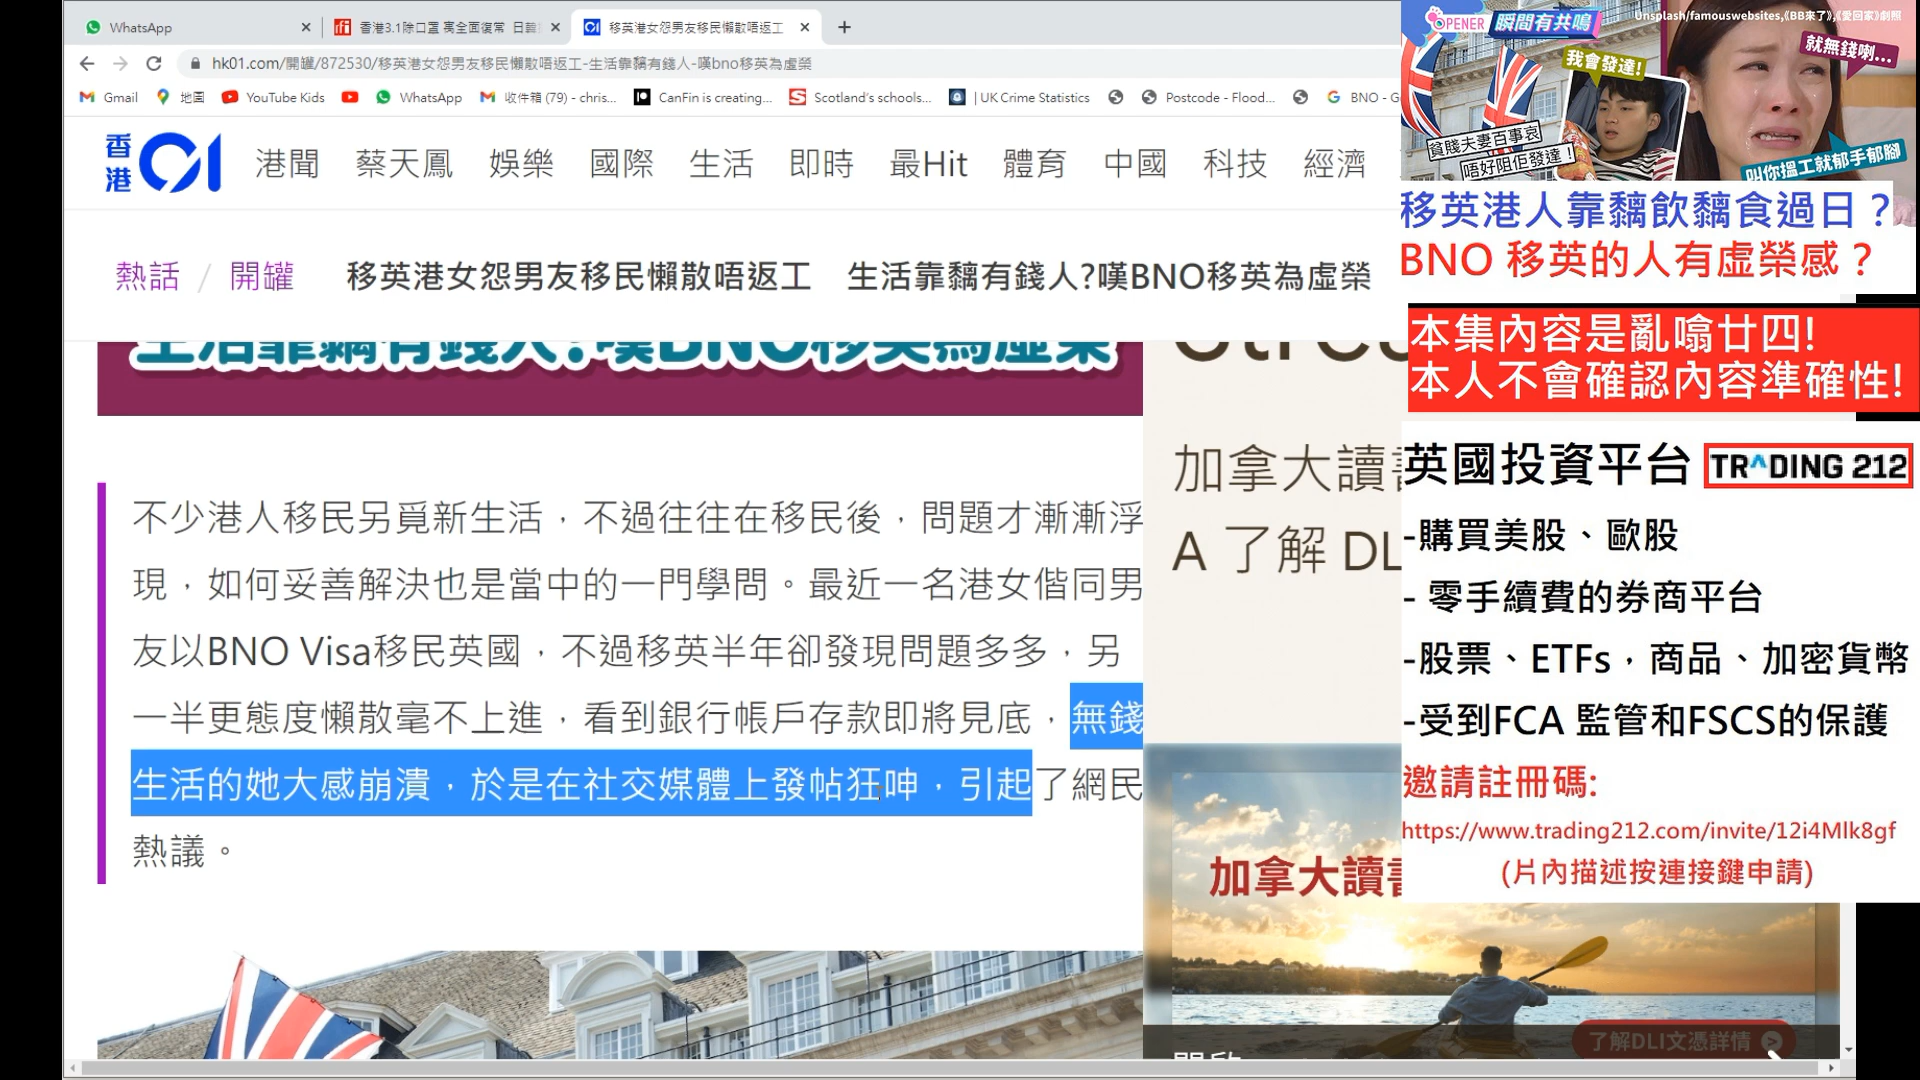 WhatsApp
香港3.1除口罩 冀全面復常 日韓
移英港女怨男友移民懶散唔返工
hk01.com/開罐/872530/移英港女怨男友移民懶散唔返工-生活靠黐有錢人-嘆bno移英為虛榮
Gmail
地圖
YouTube Kids
WhatsApp
收件箱 (79) - chris...
CanFin is creating...
Scotland's schools...
| UK Crime Statistics
Postcode - Flood...
BNO - G
香港01
港聞
蔡天鳳
娛樂
國際
生活
即時
最Hit
體育
中國
科技
經濟
熱話 / 開罐
移英港女怨男友移民懶散唔返工 生活靠黐有錢人?嘆BNO移英為虛榮
生活靠黐有錢人?嘆BNO移英為虛榮
不少港人移民另覓新生活，不過往往在移民後，問題才漸漸浮
現，如何妥善解決也是當中的一門學問。最近一名港女偕同男
友以BNO Visa移民英國，不過移英半年卻發現問題多多，另
一半更態度懶散毫不上進，看到銀行帳戶存款即將見底，無錢
生活的她大感崩潰，於是在社交媒體上發帖狂呻，引起了網民
熱議。
加拿大讀書
A 了解 DL
加拿大讀書
了解DLI文憑詳情
OPENER 瞬間有共鳴
Unsplash/famouswebsites,《BB來了》,《愛回家》劇照
我會發達!
就無錢喇...
貧賤夫妻百事哀
唔好阻佢發達！
叫你搵工就郁手郁腳
移英港人靠黐飲黐食過日？
BNO 移英的人有虛榮感？
本集內容是亂噏廿四!
本人不會確認內容準確性!
英國投資平台 TRADING 212
-購買美股、歐股
- 零手續費的券商平台
-股票、ETFs，商品、加密貨幣
-受到FCA 監管和FSCS的保護
邀請註冊碼:
https://www.trading212.com/invite/12i4Mlk8gf
(片內描述按連接鍵申請)